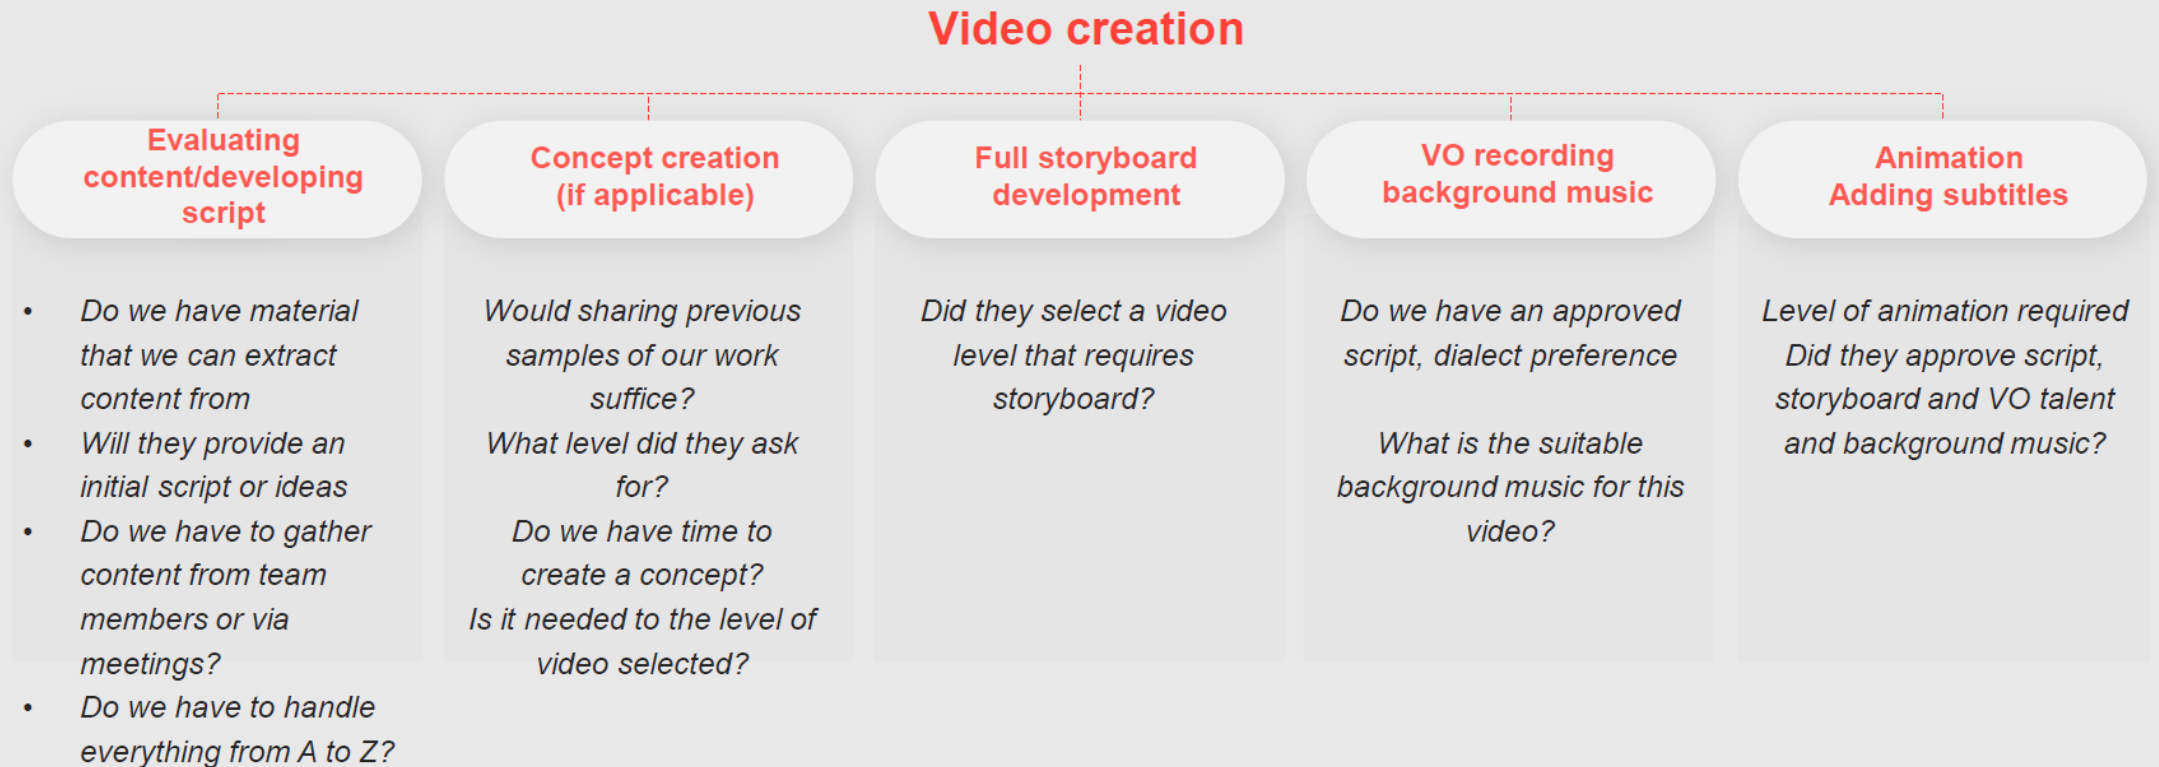 Video creation
Evaluating
content/developing
script
• Do we have material
that we can extract
content from
• Will they provide an
initial script or ideas
• Do we have to gather
content from team
members or via
meetings?
• Do we have to handle
everything from A to Z?
Concept creation
(if applicable)
Would sharing previous
samples of our work
suffice?
What level did they ask
for?
Do we have time to
create a concept?
Is it needed to the level of
video selected?
Full storyboard
development
Did they select a video
level that requires
storyboard?
VO recording
background music
Do we have an approved
script, dialect preference
What is the suitable
background music for this
video?
Animation
Adding subtitles
Level of animation required
Did they approve script,
storyboard and VO talent
and background music?